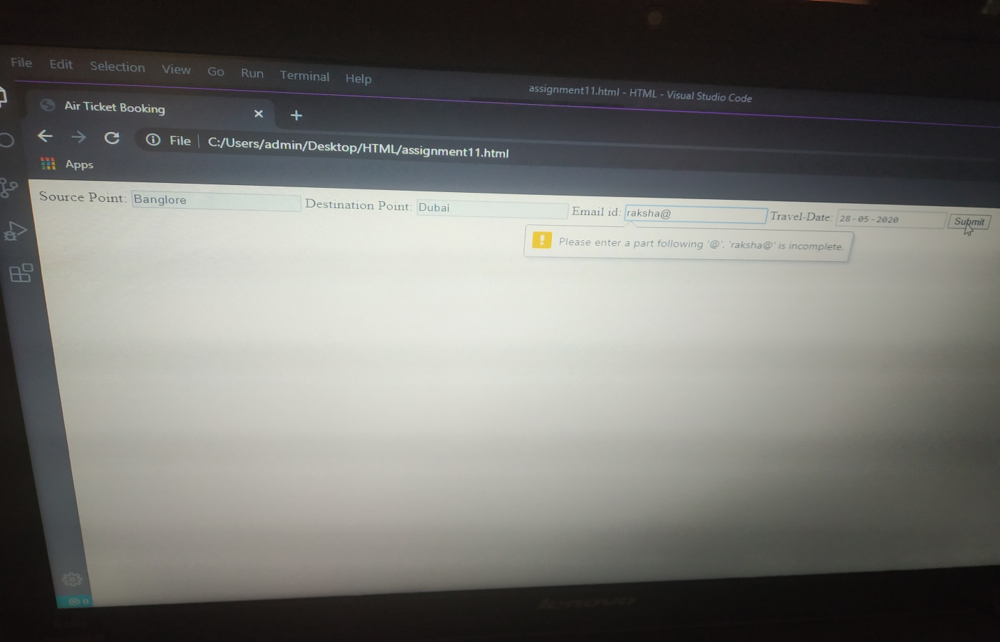 File Edit Selection View Go Run Terminal Help
assignment11.html - HTML - Visual Studio Code
Air Ticket Booking
File C:/Users/admin/Desktop/HTML/assignment11.html
Apps
Source Point: Banglore Destination Point: Dubai Email id: raksha@ Travel-Date: 28-05-2020 Submit
! Please enter a part following '@'. 'raksha@' is incomplete.
0
lenovo